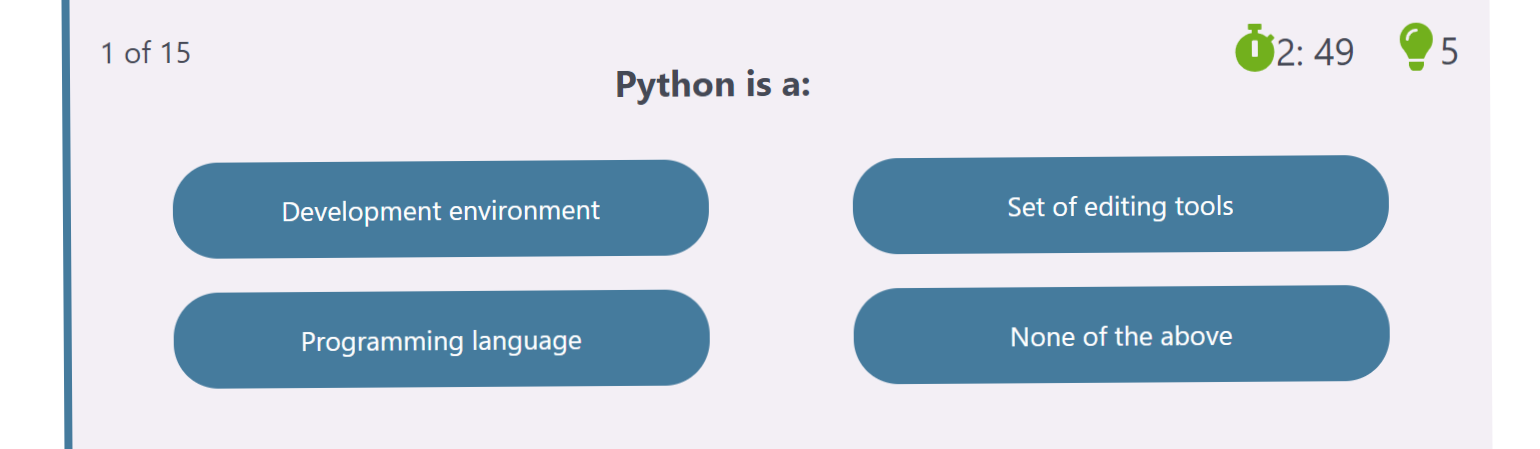 1 of 15
2: 49
5
Python is a:
Development environment
Set of editing tools
Programming language
None of the above